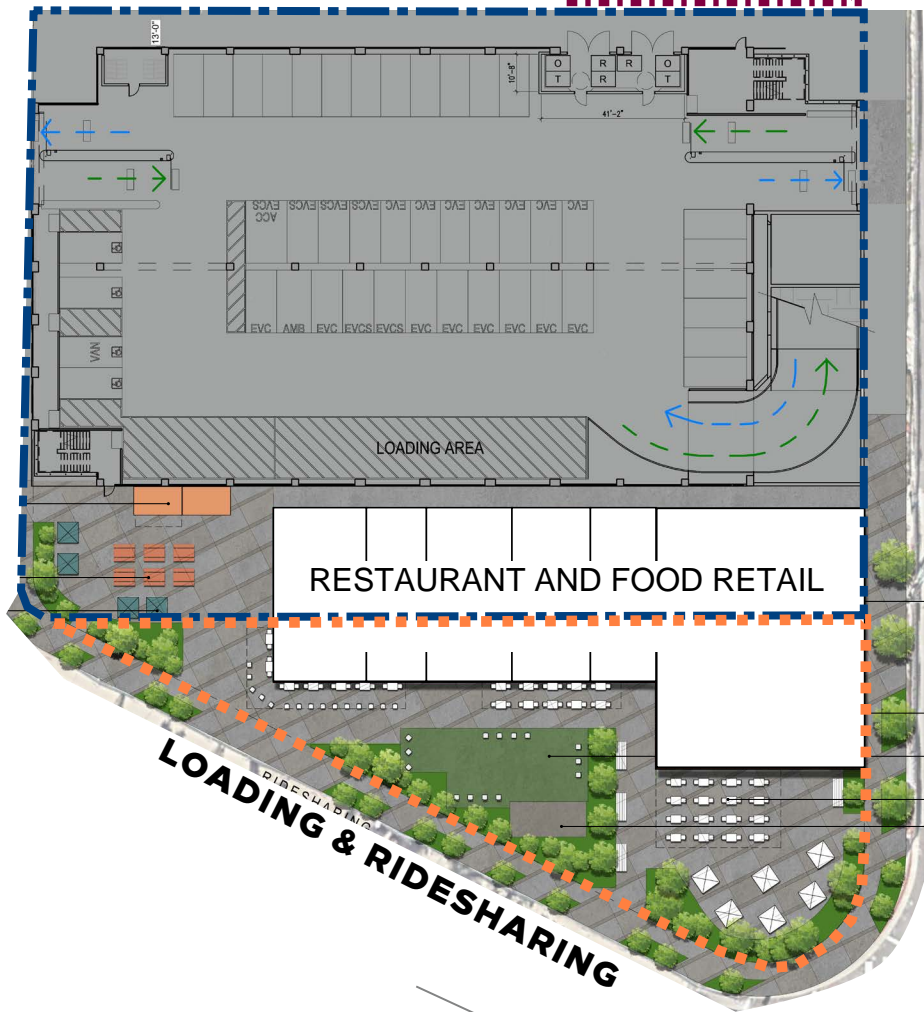 13'-0"
10'-8"
O R R O
T R T
41'-2"
EVCS EVCS EVCS EVCS EVC EVC EVC EVC EVC EVC EVC
ACC
EVC AMB EVC EVCS EVCS EVC EVC EVC EVC EVC EVC
VAN
LOADING AREA
RESTAURANT AND FOOD RETAIL
RIDESHARING
LOADING & RIDESHARING